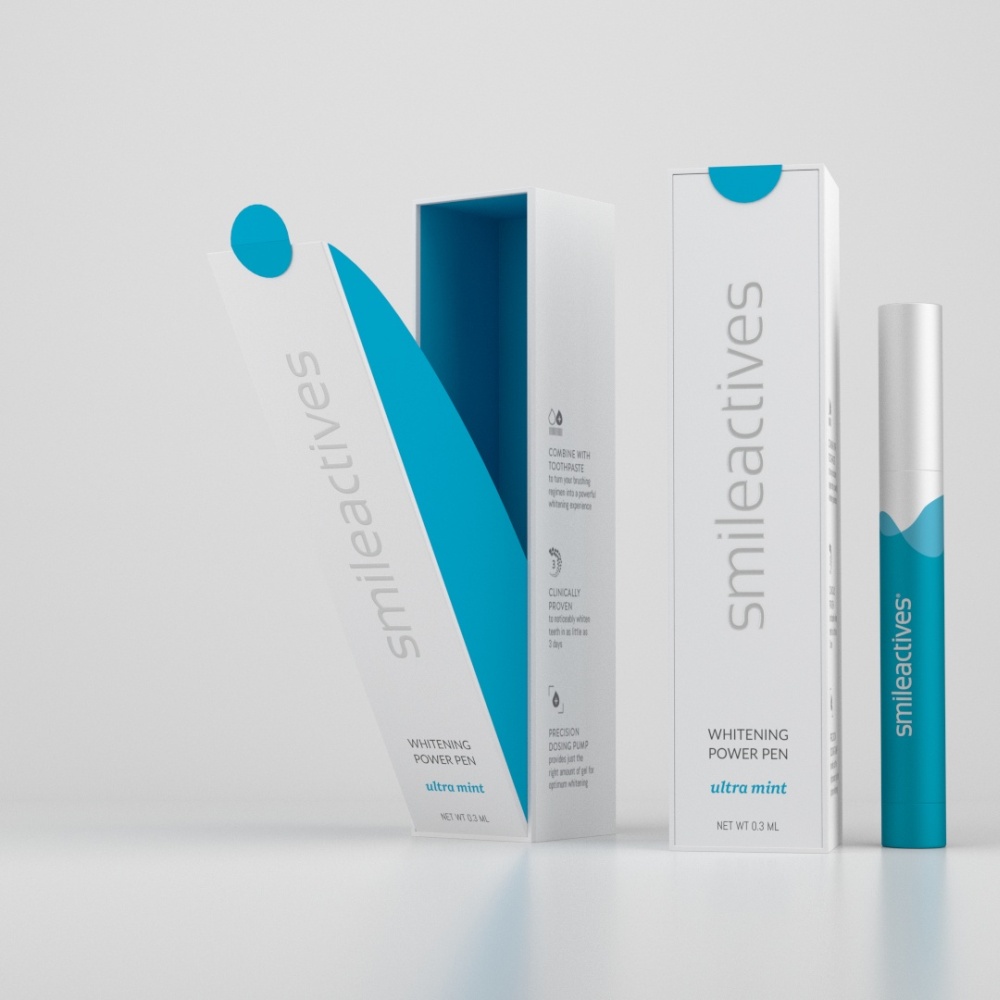 smileactives
WHITENING
POWER PEN
ultra mint
NET WT 0.3 ML
COMBINE WITH
TOOTHPASTE
to turn your brushing
regimen into a powerful
whitening experience
3
CLINICALLY
PROVEN
to noticeably whiten
teeth in as little as
3 days
PRECISION
DOSING PUMP
provides just the
right amount of gel for
optimum whitening
smileactives
WHITENING
POWER PEN
ultra mint
NET WT 0.3 ML
smileactives®